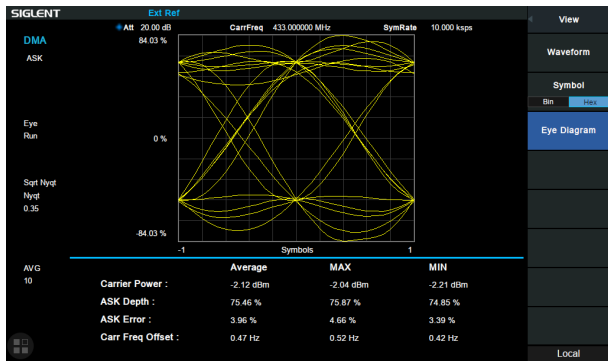 SIGLENT Ext Ref View
Att 20.00 dB CarrFreq 433.000000 MHz SymRate 10.000 ksps
DMA
ASK
84.03 %
Waveform
Symbol
Bin Hex
Eye
Run
0 %
Eye Diagram
Sqrt Nyqt
Nyqt
0.35
-84.03 %
-1 Symbols 1
AVG
10
Average MAX MIN
Carrier Power : -2.12 dBm -2.04 dBm -2.21 dBm
ASK Depth : 75.46 % 75.87 % 74.85 %
ASK Error : 3.96 % 4.66 % 3.39 %
Carr Freq Offset : 0.47 Hz 0.52 Hz 0.42 Hz
Local